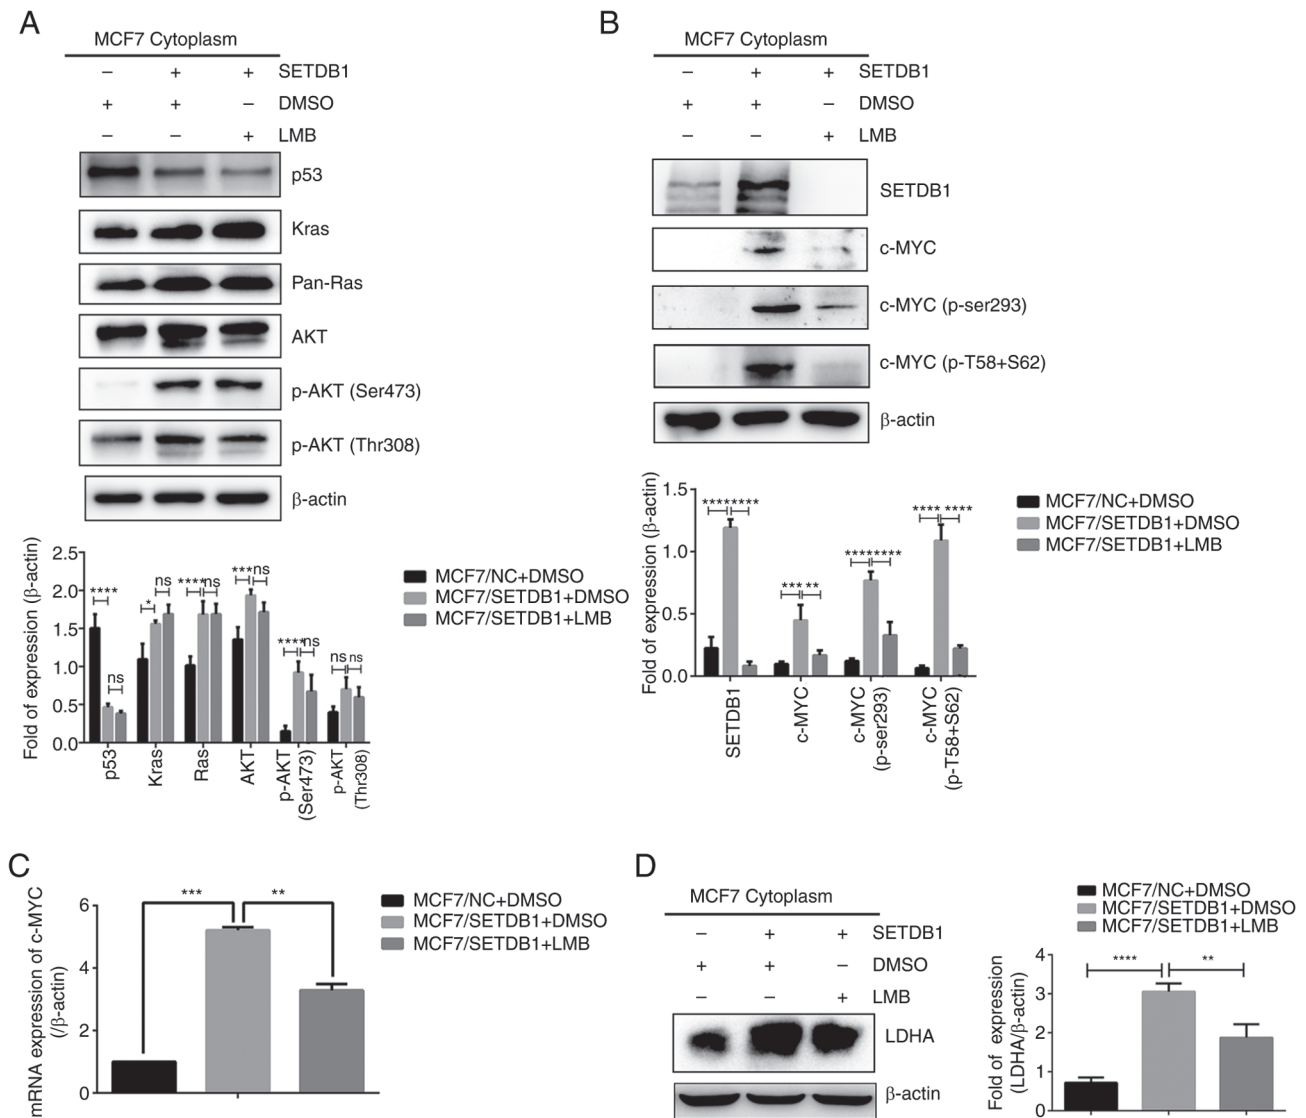 A
MCF7 Cytoplasm
– + + SETDB1
+ + – DMSO
– – + LMB
p53
Kras
Pan-Ras
AKT
p-AKT (Ser473)
p-AKT (Thr308)
β-actin
Fold of expression (β-actin)
2.5
2.0
1.5
1.0
0.5
0.0
**** ns
* ns
**** ns
*** ns
**** ns
ns ns
p53
Kras
Ras
AKT
p-AKT
(Ser473)
p-AKT
(Thr308)
MCF7/NC+DMSO
MCF7/SETDB1+DMSO
MCF7/SETDB1+LMB
B
MCF7 Cytoplasm
– + + SETDB1
+ + – DMSO
– – + LMB
SETDB1
c-MYC
c-MYC (p-ser293)
c-MYC (p-T58+S62)
β-actin
Fold of expression (β-actin)
1.5
1.0
0.5
0.0
**** ****
*** **
**** ****
**** ****
SETDB1
c-MYC
c-MYC
(p-ser293)
c-MYC
(p-T58+S62)
MCF7/NC+DMSO
MCF7/SETDB1+DMSO
MCF7/SETDB1+LMB
C
mRNA expression of c-MYC
(/β-actin)
6
4
2
0
*** **
MCF7/NC+DMSO
MCF7/SETDB1+DMSO
MCF7/SETDB1+LMB
D
MCF7 Cytoplasm
– + + SETDB1
+ + – DMSO
– – + LMB
LDHA
β-actin
MCF7/NC+DMSO
MCF7/SETDB1+DMSO
MCF7/SETDB1+LMB
Fold of expression
(LDHA/β-actin)
4
3
2
1
0
**** **